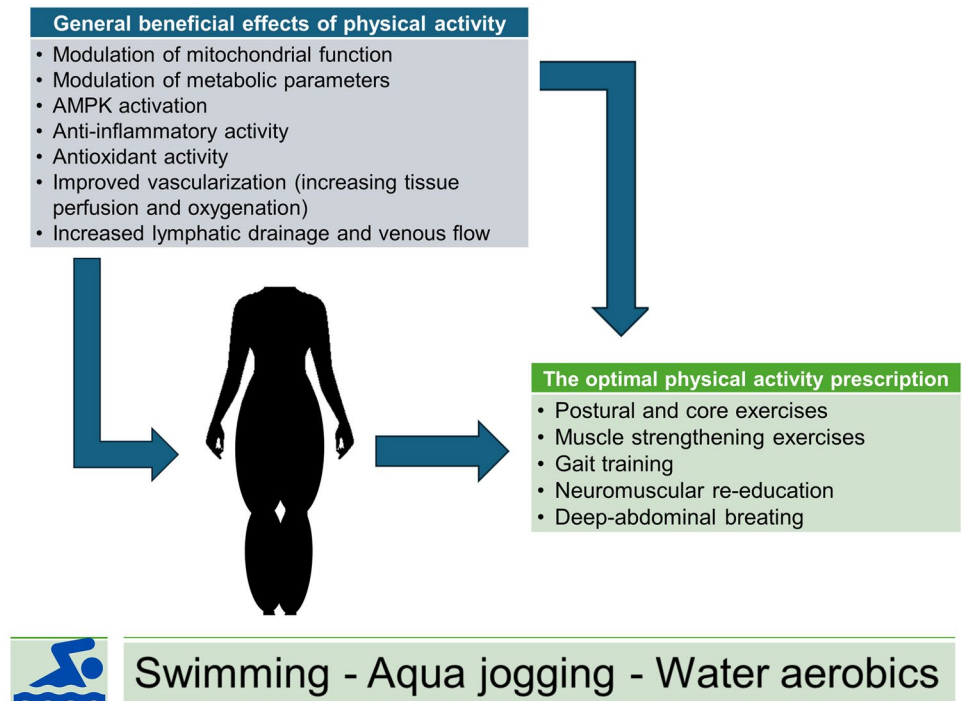 General beneficial effects of physical activity
• Modulation of mitochondrial function
• Modulation of metabolic parameters
• AMPK activation
• Anti-inflammatory activity
• Antioxidant activity
• Improved vascularization (increasing tissue
perfusion and oxygenation)
• Increased lymphatic drainage and venous flow
The optimal physical activity prescription
• Postural and core exercises
• Muscle strengthening exercises
• Gait training
• Neuromuscular re-education
• Deep-abdominal breating
Swimming - Aqua jogging - Water aerobics